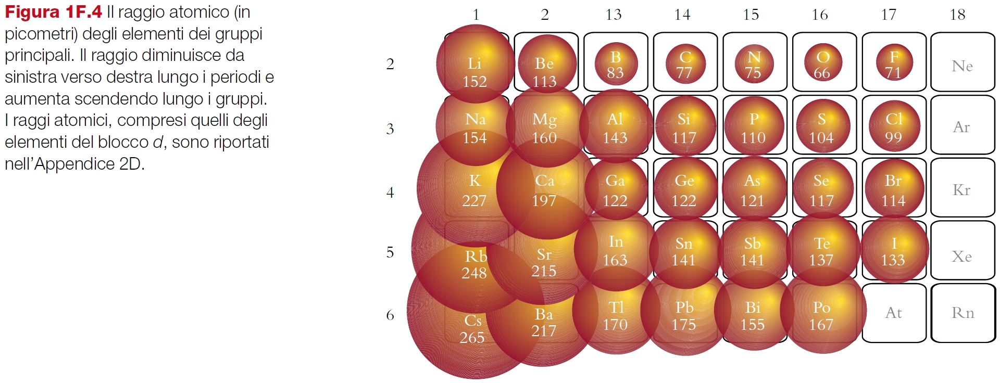 Figura 1F.4 Il raggio atomico (in
picometri) degli elementi dei gruppi
principali. Il raggio diminuisce da
sinistra verso destra lungo i periodi e
aumenta scendendo lungo i gruppi.
I raggi atomici, compresi quelli degli
elementi del blocco d, sono riportati
nell'Appendice 2D.
1 2 13 14 15 16 17 18
2 Li Be B C N O F Ne
152 113 83 77 75 66 71
3 Na Mg Al Si P S Cl Ar
154 160 143 117 110 104 99
4 K Ca Ga Ge As Se Br Kr
227 197 122 122 121 117 114
5 Rb Sr In Sn Sb Te I Xe
248 215 163 141 141 137 133
6 Cs Ba Tl Pb Bi Po At Rn
265 217 170 175 155 167